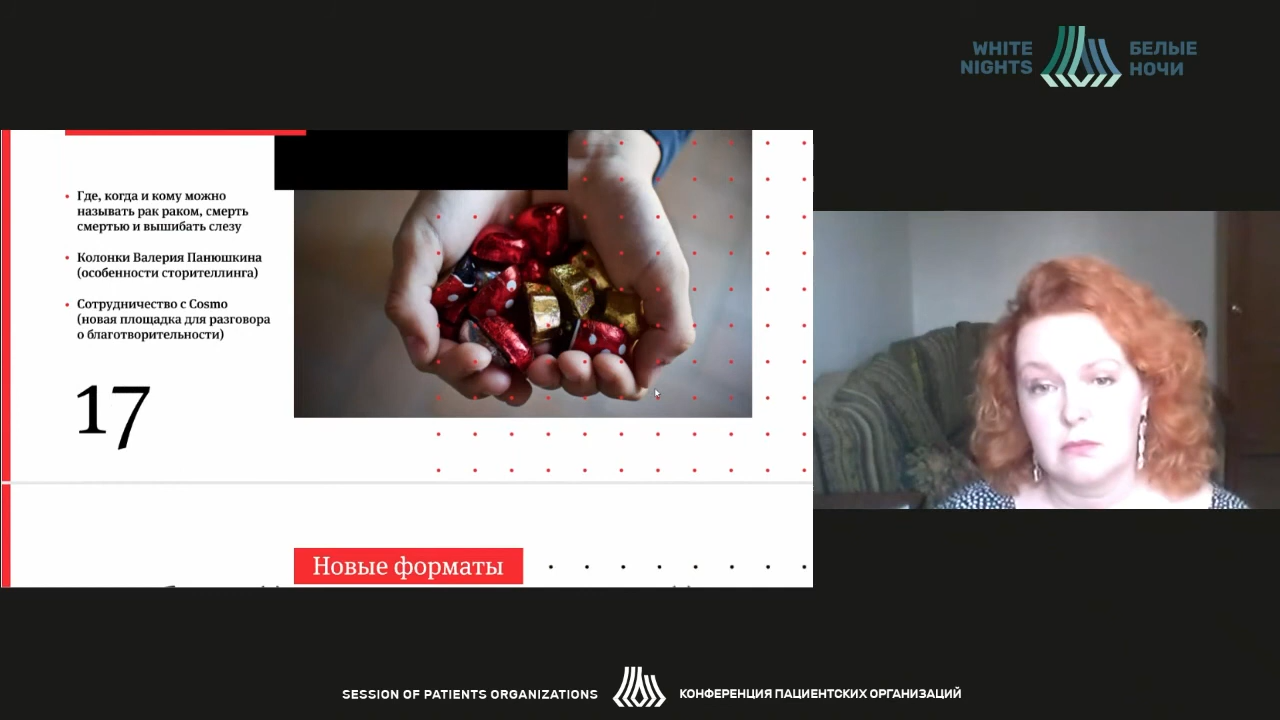 WHITE
NIGHTS
БЕЛЫЕ
НОЧИ
Где, когда и кому можно
называть рак раком, смерть
смертью и вышибать слезу
Колонки Валерия Панюшкина
(особенности сторителлинга)
Сотрудничество с Cosmo
(новая площадка для разговора
о благотворительности)
17
Новые форматы
SESSION OF PATIENTS ORGANIZATIONS
КОНФЕРЕНЦИЯ ПАЦИЕНТСКИХ ОРГАНИЗАЦИЙ